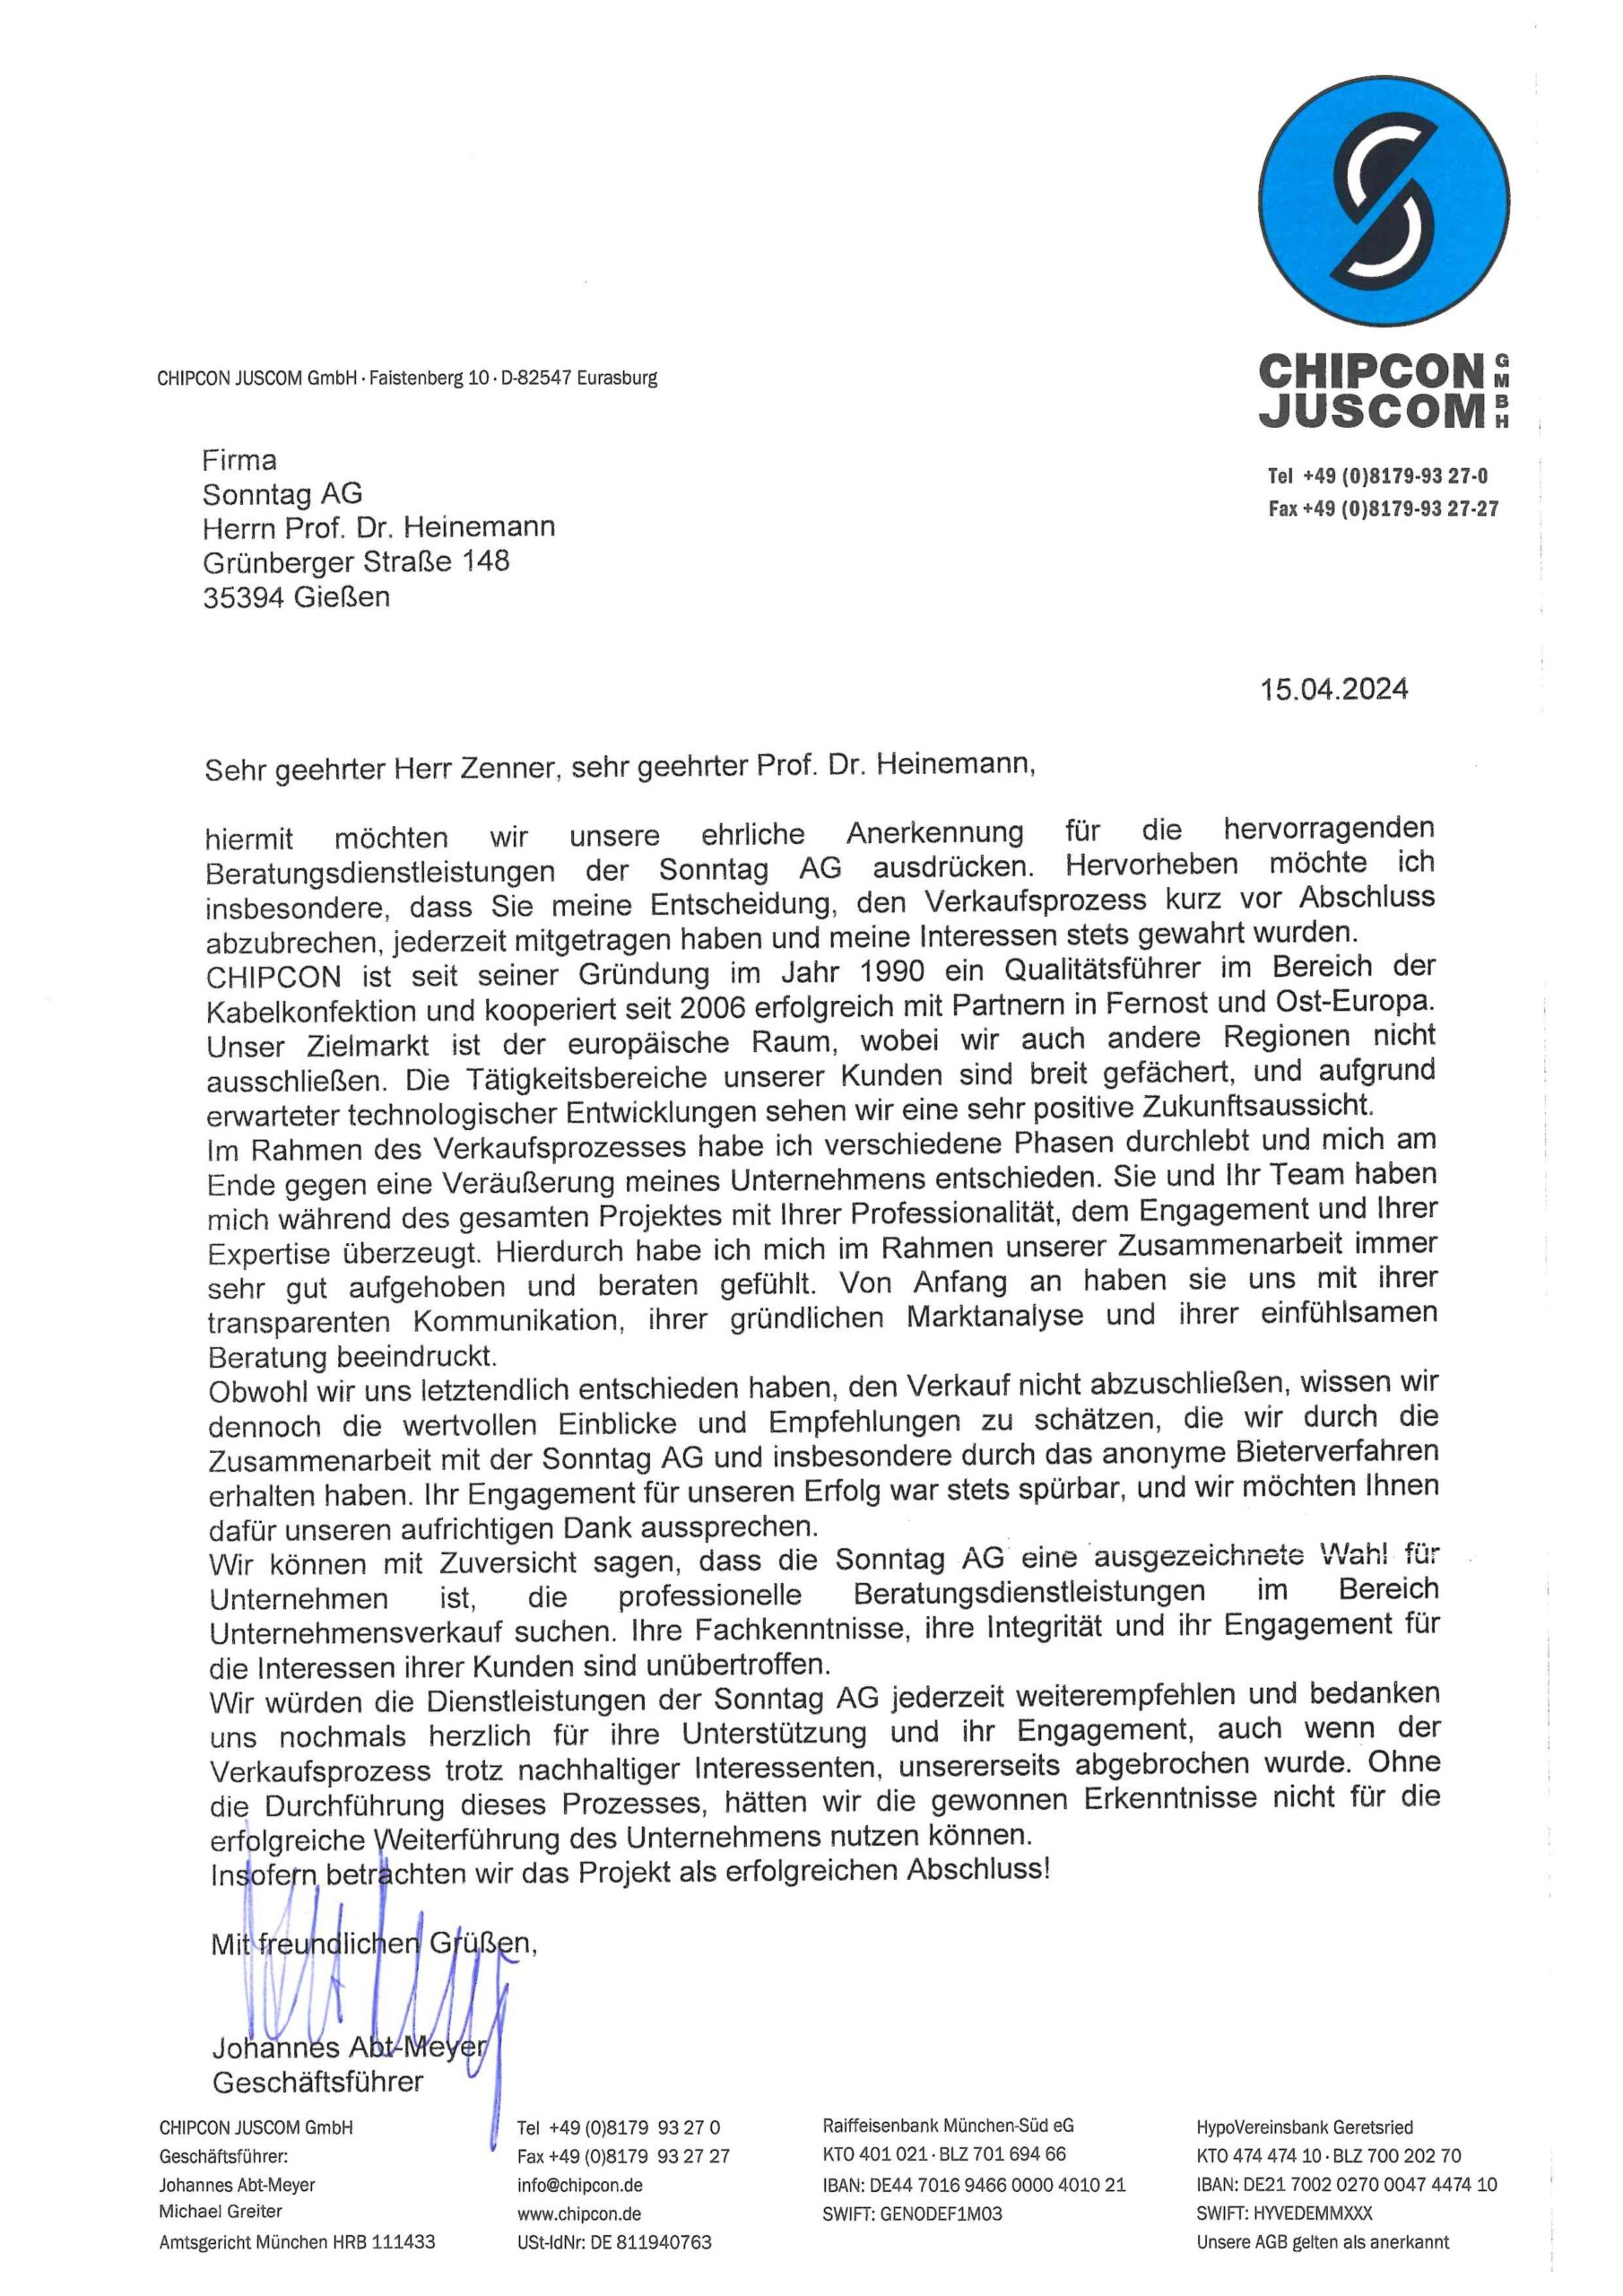 CHIPCON GMBH
JUSCOM
Tel +49 (0)8179-93 27-0
Fax +49 (0)8179-93 27-27
CHIPCON JUSCOM GmbH · Faistenberg 10 · D-82547 Eurasburg
Firma
Sonntag AG
Herrn Prof. Dr. Heinemann
Grünberger Straße 148
35394 Gießen
15.04.2024
Sehr geehrter Herr Zenner, sehr geehrter Prof. Dr. Heinemann,
hiermit möchten wir unsere ehrliche Anerkennung für die hervorragenden
Beratungsdienstleistungen der Sonntag AG ausdrücken. Hervorheben möchte ich
insbesondere, dass Sie meine Entscheidung, den Verkaufsprozess kurz vor Abschluss
abzubrechen, jederzeit mitgetragen haben und meine Interessen stets gewahrt wurden.
CHIPCON ist seit seiner Gründung im Jahr 1990 ein Qualitätsführer im Bereich der
Kabelkonfektion und kooperiert seit 2006 erfolgreich mit Partnern in Fernost und Ost-Europa.
Unser Zielmarkt ist der europäische Raum, wobei wir auch andere Regionen nicht
ausschließen. Die Tätigkeitsbereiche unserer Kunden sind breit gefächert, und aufgrund
erwarteter technologischer Entwicklungen sehen wir eine sehr positive Zukunftsaussicht.
Im Rahmen des Verkaufsprozesses habe ich verschiedene Phasen durchlebt und mich am
Ende gegen eine Veräußerung meines Unternehmens entschieden. Sie und Ihr Team haben
mich während des gesamten Projektes mit Ihrer Professionalität, dem Engagement und Ihrer
Expertise überzeugt. Hierdurch habe ich mich im Rahmen unserer Zusammenarbeit immer
sehr gut aufgehoben und beraten gefühlt. Von Anfang an haben sie uns mit ihrer
transparenten Kommunikation, ihrer gründlichen Marktanalyse und ihrer einfühlsamen
Beratung beeindruckt.
Obwohl wir uns letztendlich entschieden haben, den Verkauf nicht abzuschließen, wissen wir
dennoch die wertvollen Einblicke und Empfehlungen zu schätzen, die wir durch die
Zusammenarbeit mit der Sonntag AG und insbesondere durch das anonyme Bieterverfahren
erhalten haben. Ihr Engagement für unseren Erfolg war stets spürbar, und wir möchten Ihnen
dafür unseren aufrichtigen Dank aussprechen.
Wir können mit Zuversicht sagen, dass die Sonntag AG eine ausgezeichnete Wahl für
Unternehmen ist, die professionelle Beratungsdienstleistungen im Bereich
Unternehmensverkauf suchen. Ihre Fachkenntnisse, ihre Integrität und ihr Engagement für
die Interessen ihrer Kunden sind unübertroffen.
Wir würden die Dienstleistungen der Sonntag AG jederzeit weiterempfehlen und bedanken
uns nochmals herzlich für ihre Unterstützung und ihr Engagement, auch wenn der
Verkaufsprozess trotz nachhaltiger Interessenten, unsererseits abgebrochen wurde. Ohne
die Durchführung dieses Prozesses, hätten wir die gewonnen Erkenntnisse nicht für die
erfolgreiche Weiterführung des Unternehmens nutzen können.
Insofern betrachten wir das Projekt als erfolgreichen Abschluss!
Mit freundlichen Grüßen,
Johannes Abt-Meyer
Geschäftsführer
CHIPCON JUSCOM GmbH
Geschäftsführer:
Johannes Abt-Meyer
Michael Greiter
Amtsgericht München HRB 111433
Tel +49 (0)8179 93 27 0
Fax +49 (0)8179 93 27 27
info@chipcon.de
www.chipcon.de
USt-IdNr: DE 811940763
Raiffeisenbank München-Süd eG
KTO 401 021 · BLZ 701 694 66
IBAN: DE44 7016 9466 0000 4010 21
SWIFT: GENODEF1M03
HypoVereinsbank Geretsried
KTO 474 474 10 · BLZ 700 202 70
IBAN: DE21 7002 0270 0047 4474 10
SWIFT: HYVEDEMMXXX
Unsere AGB gelten als anerkannt